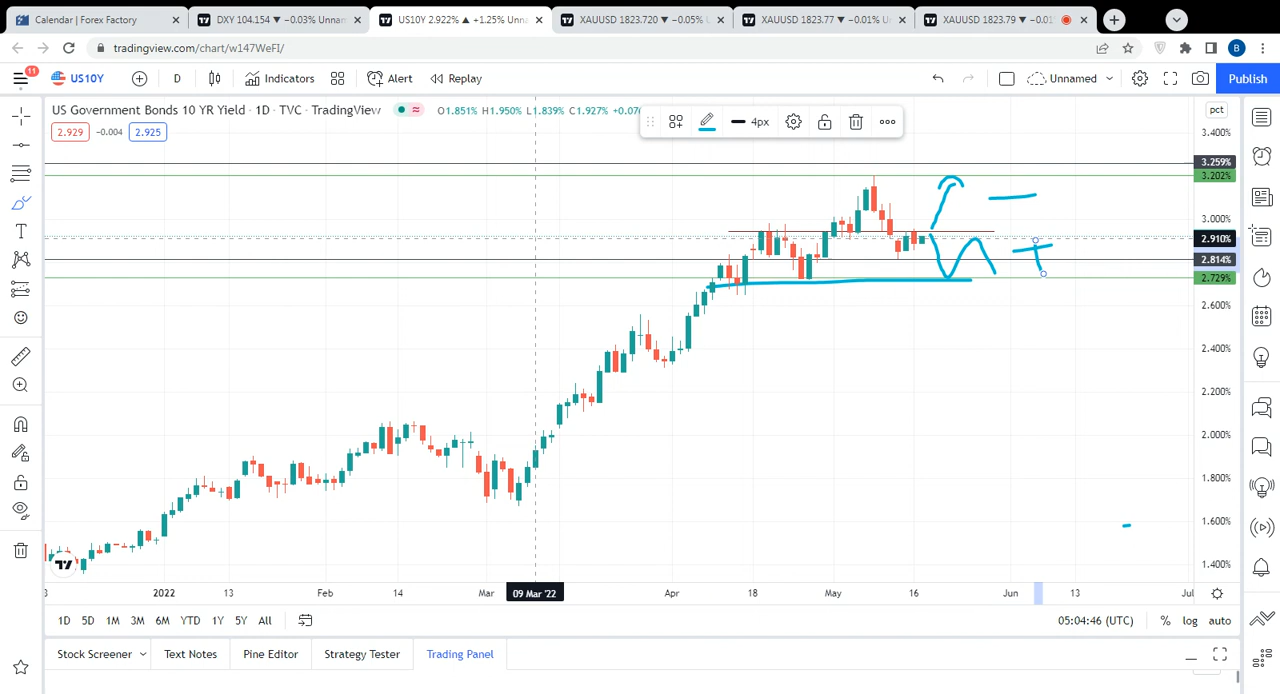 Calendar | Forex Factory
DXY 104.154 ▼ −0.03% Unnam
US10Y 2.922% ▲ +1.25% Unn
XAUUSD 1823.720 ▼ −0.05% U
XAUUSD 1823.77 ▼ −0.01% Un
XAUUSD 1823.79 ▼ −0.01
tradingview.com/chart/w147WeFI/
B
11
US10Y
D
Indicators
Alert
Replay
Unnamed
Publish
US Government Bonds 10 YR Yield · 1D · TVC · TradingView
O1.851% H1.950% L1.839% C1.927%
2.929
-0.004
2.925
4px
pct
3.400%
3.259%
3.202%
3.000%
2.910%
2.814%
2.729%
2.600%
2.400%
2.200%
2.000%
1.800%
1.600%
1.400%
2022
13
Feb
14
Mar
09 Mar '22
Apr
18
May
16
Jun
13
Jul
1D
5D
1M
3M
6M
YTD
1Y
5Y
All
05:04:46 (UTC)
%
log
auto
Stock Screener
Text Notes
Pine Editor
Strategy Tester
Trading Panel